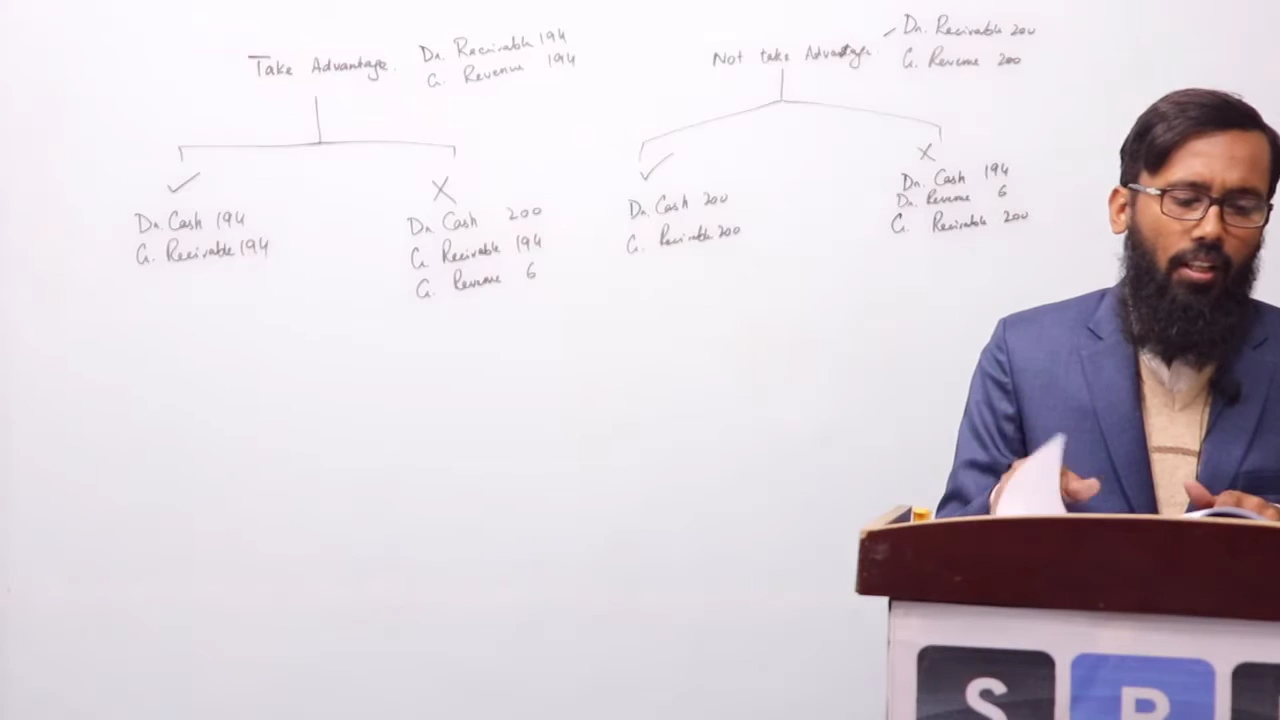 Take Advantage.
Dr. Receivable 194
Cr. Revenue 194
Dr. Cash 194
Cr. Receivable 194
Dr. Cash 200
Cr. Receivable 194
Cr. Revenue 6
Not take Advantage.
Dr. Receivable 200
Cr. Revenue 200
Dr. Cash 200
Cr. Receivable 200
Dr. Cash 194
Dr. Revenue 6
Cr. Receivable 200
S